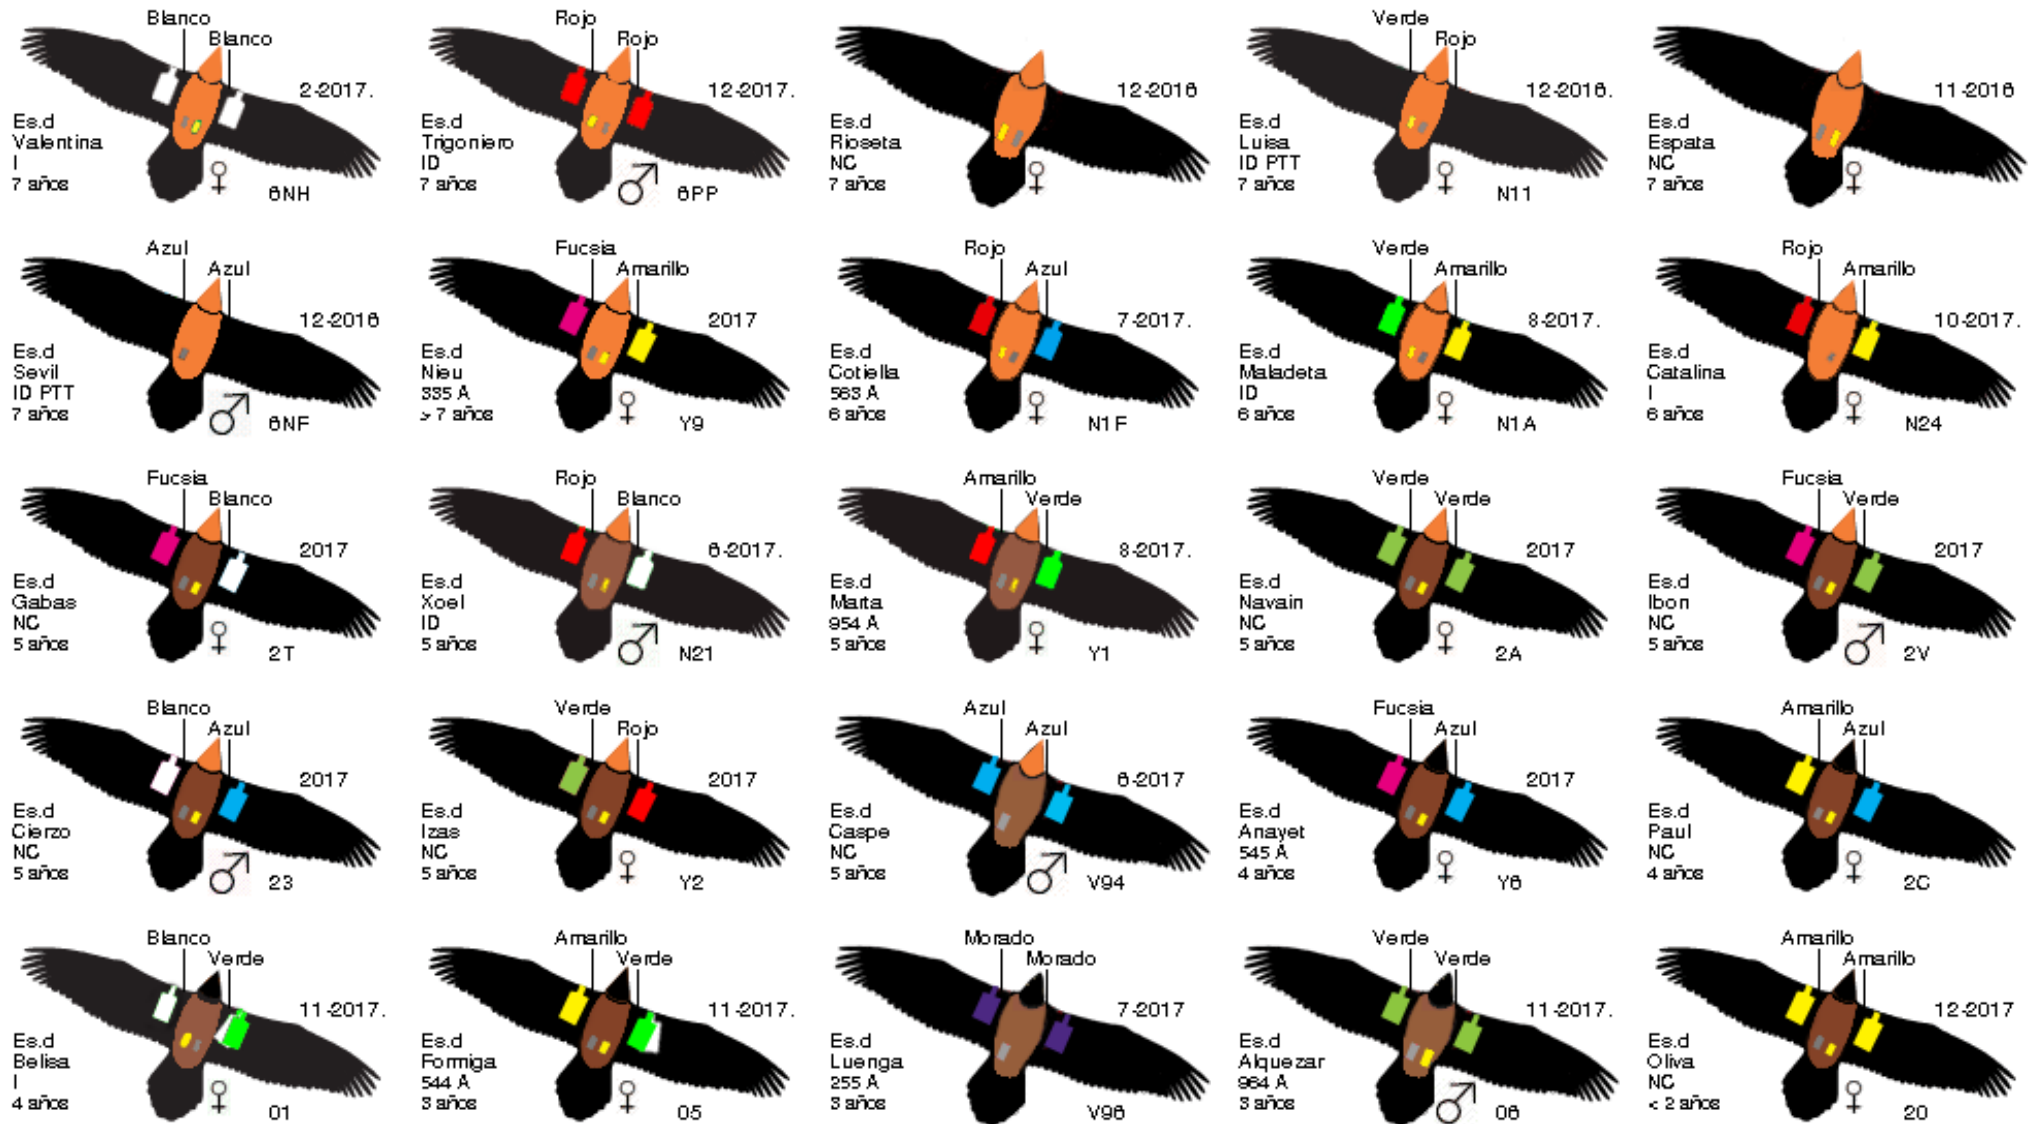 Blanco
Blanco
2-2017.
Es.d
Valentina
I
7 años
6NH
Rojo
Rojo
12-2017.
Es.d
Trigoniero
ID
7 años
6PP
12-2016
Es.d
Rioseta
NC
7 años
Verde
Rojo
12-2016.
Es.d
Luisa
ID PTT
7 años
N11
11-2016
Es.d
Espata
NC
7 años
Azul
Azul
12-2016
Es.d
Sevil
ID PTT
7 años
6NF
Fucsia
Amarillo
2017
Es.d
Nieu
335 A
> 7 años
Y9
Rojo
Azul
7-2017.
Es.d
Cotiella
563 A
6 años
N1F
Verde
Amarillo
8-2017.
Es.d
Maladeta
ID
6 años
N1A
Rojo
Amarillo
10-2017.
Es.d
Catalina
I
6 años
N24
Fucsia
Blanco
2017
Es.d
Gabas
NC
5 años
2T
Rojo
Blanco
6-2017.
Es.d
Xoel
ID
5 años
N21
Amarillo
Verde
8-2017.
Es.d
Marta
954 A
5 años
Y1
Verde
Verde
2017
Es.d
Navain
NC
5 años
2A
Fucsia
Verde
2017
Es.d
Ibon
NC
5 años
2V
Blanco
Azul
2017
Es.d
Cierzo
NC
5 años
23
Verde
Rojo
2017
Es.d
Izas
NC
5 años
Y2
Azul
Azul
6-2017
Es.d
Caspe
NC
5 años
V94
Fucsia
Azul
2017
Es.d
Anayet
545 A
4 años
Y6
Amarillo
Azul
2017
Es.d
Paul
NC
4 años
2C
Blanco
Verde
11-2017.
Es.d
Belisa
I
4 años
01
Amarillo
Verde
11-2017.
Es.d
Formiga
544 A
3 años
05
Morado
Morado
7-2017
Es.d
Luenga
255 A
3 años
V96
Verde
Verde
11-2017.
Es.d
Alquezar
964 A
3 años
06
Amarillo
Amarillo
12-2017
Es.d
Oliva
NC
< 2 años
20